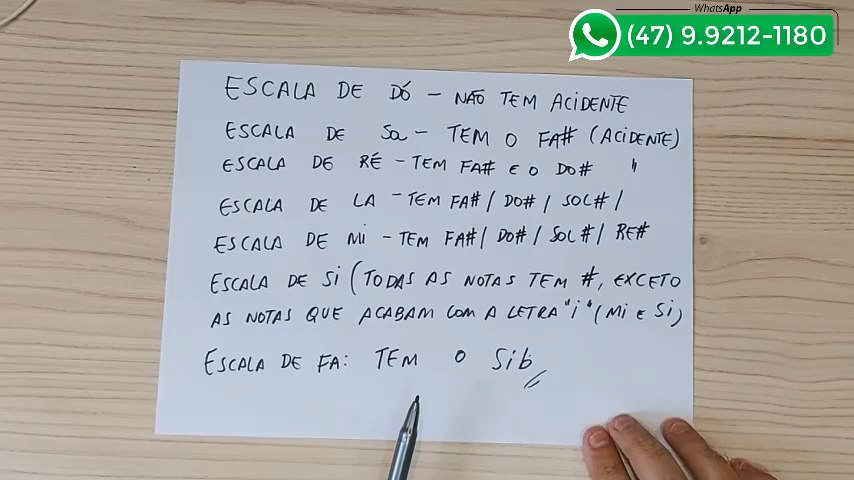 WhatsApp
(47) 9.9212-1180
ESCALA DE DÓ - NÃO TEM ACIDENTE
ESCALA DE SOL - TEM O FA# (ACIDENTE)
ESCALA DE RÉ - TEM FA# E O DO# "
ESCALA DE LA - TEM FA# / DO# / SOL# /
ESCALA DE MI - TEM FA# / DO# / SOL# / RE#
ESCALA DE Si (TODAS AS NOTAS TEM #, EXCETO
AS NOTAS QUE ACABAM COM A LETRA "i" (Mi E Si)
ESCALA DE FA: TEM O Sib